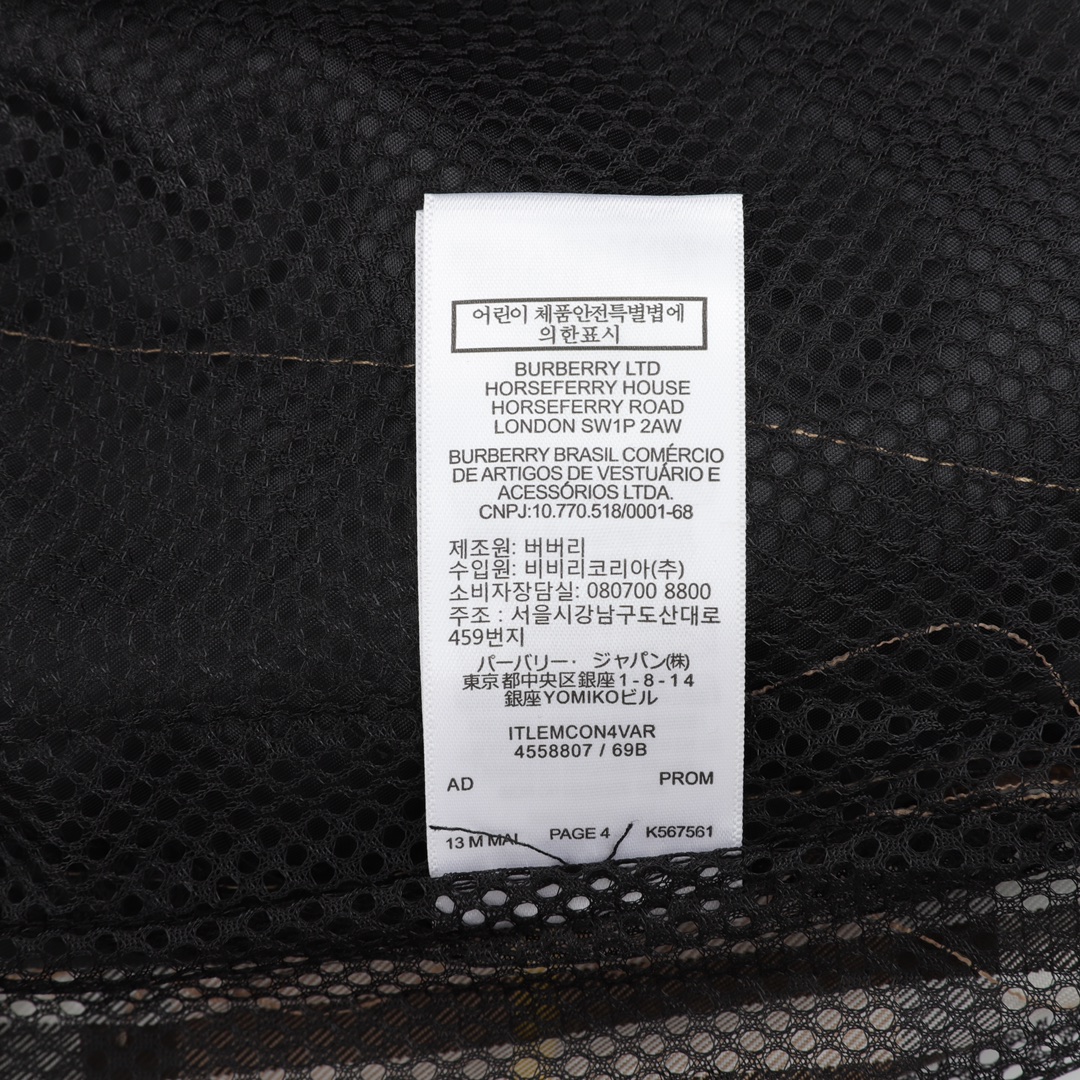 어린이 체품안전특별볍에
의한표시
BURBERRY LTD
HORSEFERRY HOUSE
HORSEFERRY ROAD
LONDON SW1P 2AW
BURBERRY BRASIL COMÉRCIO
DE ARTIGOS DE VESTUÁRIO E
ACESSÓRIOS LTDA.
CNPJ:10.770.518/0001-68
제조원: 버버리
수입원: 비비리코리아(추)
소비자장담실: 080700 8800
주조 : 서을시강남구도산대로
459번지
パーバリー・ ジャパン(株)
東京都中央区銀座1-8-14
銀座YOMIKOビル
ITLEMCON4VAR
4558807 / 69B
AD PROM
13 M MAI PAGE 4 K567561